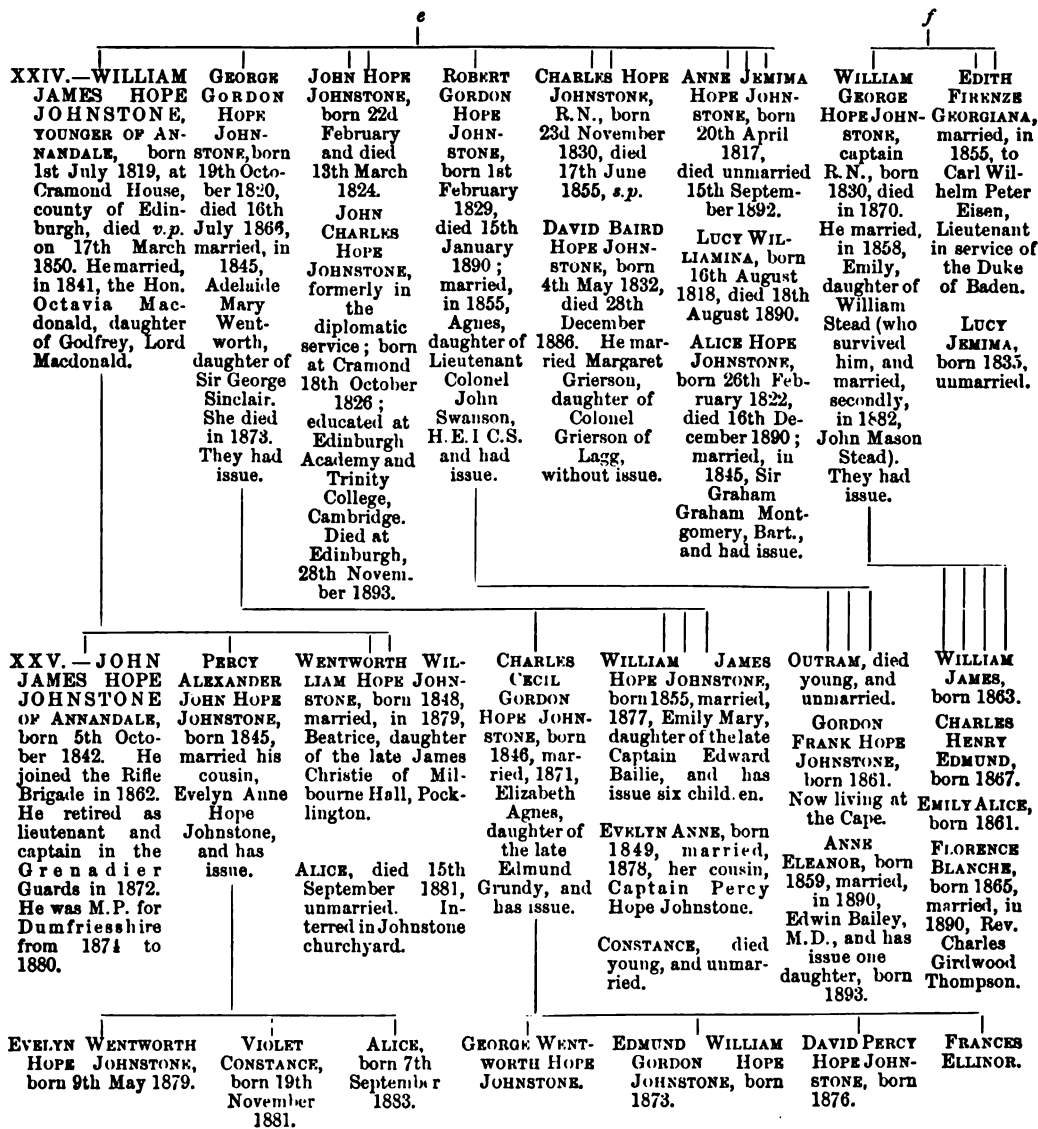 e
f
XXIV.—WILLIAM
JAMES HOPE
JOHNSTONE,
YOUNGER OF AN-
NANDALE, born
1st July 1819, at
Cramond House,
county of Edin-
burgh, died v.p.
on 17th March
1850. He married,
in 1841, the Hon.
Octavia Mac-
donald, daughter
of Godfrey, Lord
Macdonald.
GEORGE
GORDON
HOPE
JOHN-
STONE, born
19th Octo-
ber 1820,
died 16th
July 1866,
married, in
1845,
Adelaide
Mary
Went-
worth,
daughter of
Sir George
Sinclair.
She died
in 1873.
They had
issue.
JOHN HOPE
JOHNSTONE,
born 22d
February
and died
13th March
1824.
JOHN
CHARLES
HOPE
JOHNSTONE,
formerly in
the
diplomatic
service; born
at Cramond
18th October
1826;
educated at
Edinburgh
Academy and
Trinity
College,
Cambridge.
Died at
Edinburgh,
28th Novem-
ber 1893.
ROBERT
GORDON
HOPE
JOHN-
STONE,
born 1st
February
1829,
died 15th
January
1890;
married,
in 1855,
Agnes,
daughter of
Lieutenant
Colonel
John
Swanson,
H.E.I C.S.
and had
issue.
CHARLES HOPE
JOHNSTONE,
R.N., born
23d November
1830, died
17th June
1855, s.p.
DAVID BAIRD
HOPE JOHN-
STONE, born
4th May 1832,
died 28th
December
1886. He mar-
ried Margaret
Grierson,
daughter of
Colonel
Grierson of
Lagg,
without issue.
ANNE JEMIMA
HOPE JOHN-
STONE, born
20th April
1817,
died unmarried
15th Septem-
ber 1892.
LUCY WIL-
LIAMINA, born
16th August
1818, died 18th
August 1890.
ALICE HOPE
JOHNSTONE,
born 26th Feb-
ruary 1822,
died 16th De-
cember 1890;
married, in
1845, Sir
Graham
Graham Mont-
gomery, Bart.,
and had issue.
WILLIAM
GEORGE
HOPE JOHN-
STONE,
captain
R.N., born
1830, died
in 1870.
He married,
in 1858,
Emily,
daughter of
William
Stead (who
survived
him, and
married,
secondly,
in 1882,
John Mason
Stead).
They had
issue.
EDITH
FIRENZE
GEORGIANA,
married, in
1855, to
Carl Wil-
helm Peter
Eisen,
Lieutenant
in service of
the Duke
of Baden.
LUCY
JEMIMA,
born 1835,
unmarried.
XXV.—JOHN
JAMES HOPE
JOHNSTONE
OF ANNANDALE,
born 5th Octo-
ber 1842. He
joined the Rifle
Brigade in 1862.
He retired as
lieutenant and
captain in the
Grenadier
Guards in 1872.
He was M.P. for
Dumfriesshire
from 1874 to
1880.
PERCY
ALEXANDER
JOHN HOPE
JOHNSTONE,
born 1845,
married his
cousin,
Evelyn Anne
Hope
Johnstone,
and has
issue.
WENTWORTH WIL-
LIAM HOPE JOHN-
STONE, born 1848,
married, in 1879,
Beatrice, daughter
of the late James
Christie of Mil-
bourne Hall, Pock-
lington.
ALICE, died 15th
September 1881,
unmarried. In-
terred in Johnstone
churchyard.
CHARLES
CECIL
GORDON
HOPE JOHN-
STONE, born
1846, mar-
ried, 1871,
Elizabeth
Agnes,
daughter of
the late
Edmund
Grundy, and
has issue.
WILLIAM JAMES
HOPE JOHNSTONE,
born 1855, married,
1877, Emily Mary,
daughter of the late
Captain Edward
Bailie, and has
issue six child.en.
EVELYN ANNE, born
1849, married,
1878, her cousin,
Captain Percy
Hope Johnstone.
CONSTANCE, died
young, and unmar-
ried.
OUTRAM, died
young, and
unmarried.
GORDON
FRANK HOPE
JOHNSTONE,
born 1861.
Now living at
the Cape.
ANNE
ELEANOR, born
1859, married,
in 1890,
Edwin Bailey,
M.D., and has
issue one
daughter, born
1893.
WILLIAM
JAMES,
born 1863.
CHARLES
HENRY
EDMUND,
born 1867.
EMILY ALICE,
born 1861.
FLORENCE
BLANCHE,
born 1865,
married, in
1890, Rev.
Charles
Girdwood
Thompson.
EVELYN WENTWORTH
HOPE JOHNSTONE,
born 9th May 1879.
VIOLET
CONSTANCE,
born 19th
November
1881.
ALICE,
born 7th
September
1883.
GEORGE WENT-
WORTH HOPE
JOHNSTONE.
EDMUND WILLIAM
GORDON HOPE
JOHNSTONE, born
1873.
DAVID PERCY
HOPE JOHN-
STONE, born
1876.
FRANCES
ELLINOR.